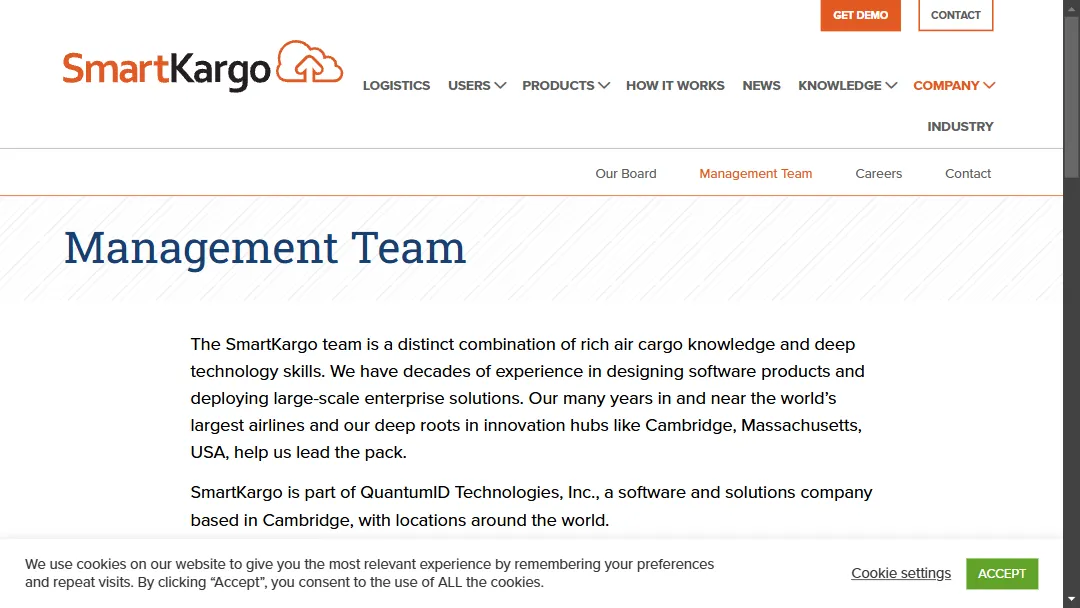 GET DEMO
CONTACT
SmartKargo
LOGISTICS USERS PRODUCTS HOW IT WORKS NEWS KNOWLEDGE COMPANY
INDUSTRY
Our Board Management Team Careers Contact
Management Team
The SmartKargo team is a distinct combination of rich air cargo knowledge and deep
technology skills. We have decades of experience in designing software products and
deploying large-scale enterprise solutions. Our many years in and near the world’s
largest airlines and our deep roots in innovation hubs like Cambridge, Massachusetts,
USA, help us lead the pack.
SmartKargo is part of QuantumID Technologies, Inc., a software and solutions company
based in Cambridge, with locations around the world.
We use cookies on our website to give you the most relevant experience by remembering your preferences
and repeat visits. By clicking “Accept”, you consent to the use of ALL the cookies.
Cookie settings
ACCEPT